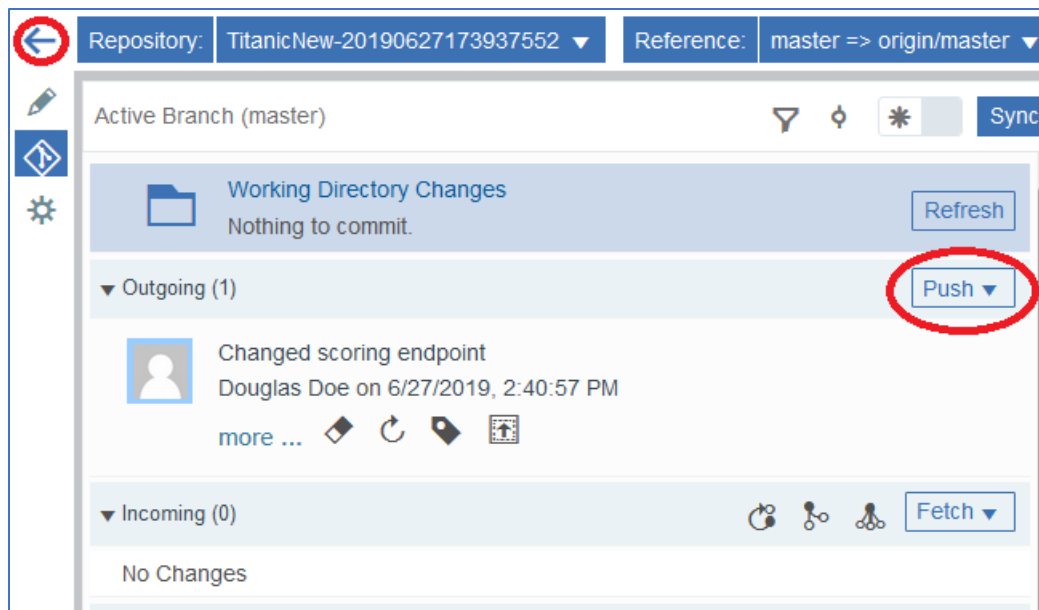 Repository: TitanicNew-20190627173937552 Reference: master => origin/master
Active Branch (master) Sync
Working Directory Changes
Nothing to commit. Refresh
Outgoing (1) Push
Changed scoring endpoint
Douglas Doe on 6/27/2019, 2:40:57 PM
more ...
Incoming (0) Fetch
No Changes